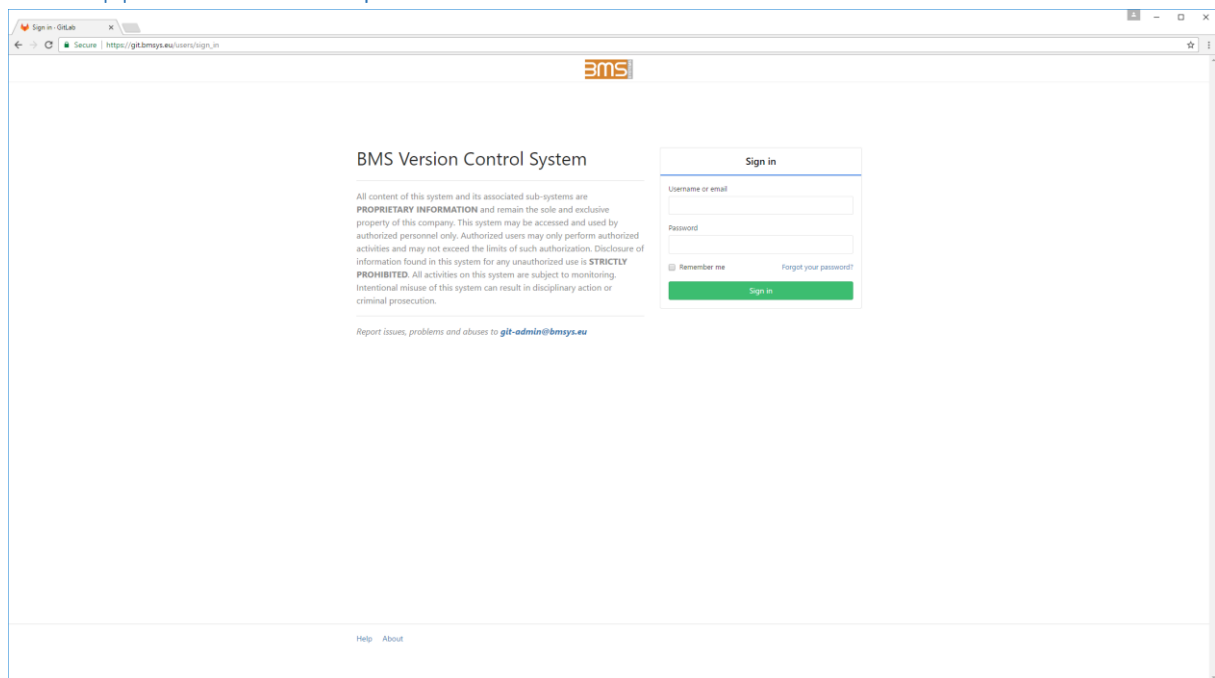 Sign in · GitLab
Secure | https://git.bmsys.eu/users/sign_in
BMS
BMS Version Control System
All content of this system and its associated sub-systems are
PROPRIETARY INFORMATION and remain the sole and exclusive
property of this company. This system may be accessed and used by
authorized personnel only. Authorized users may only perform authorized
activities and may not exceed the limits of such authorization. Disclosure of
information found in this system for any unauthorized use is STRICTLY
PROHIBITED. All activities on this system are subject to monitoring.
Intentional misuse of this system can result in disciplinary action or
criminal prosecution.
Report issues, problems and abuses to git-admin@bmsys.eu
Sign in
Username or email
Password
Remember me Forgot your password?
Sign in
Help About